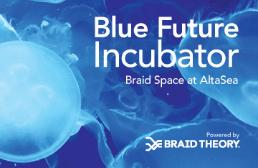 Blue Future
Incubator
Braid Space at AltaSea
Powered by
BRAID THEORY.